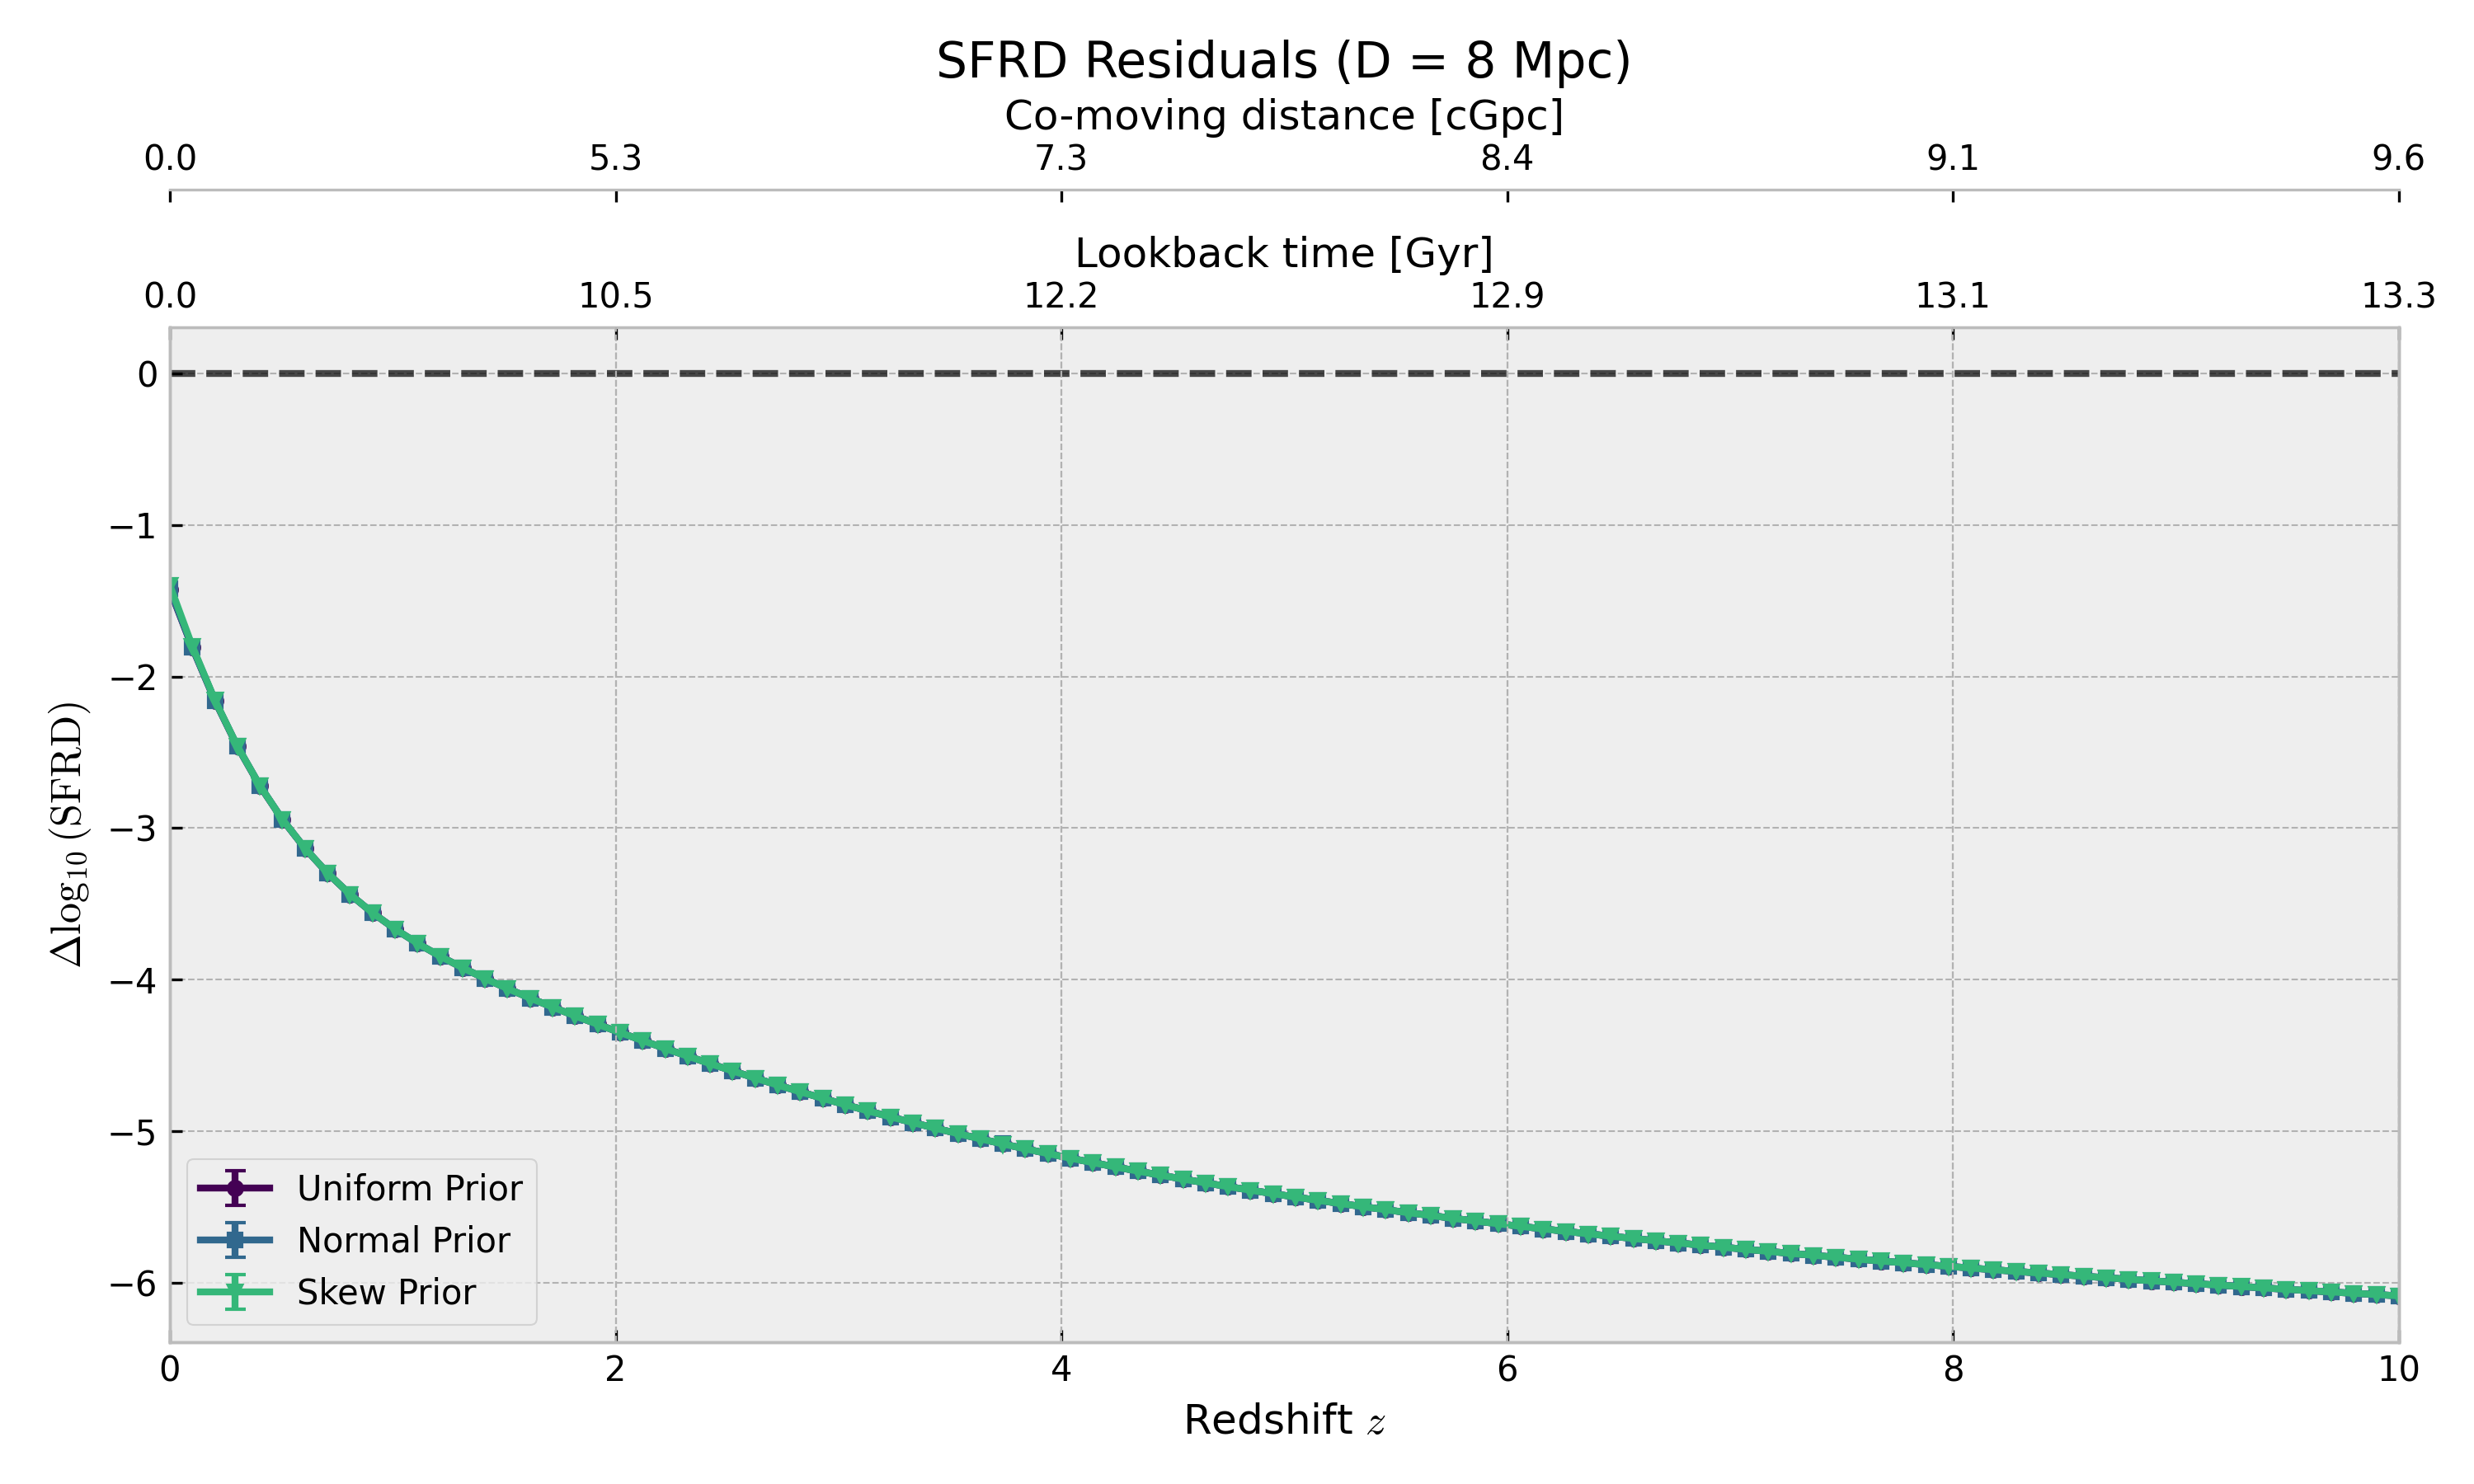 SFRD Residuals (D = 8 Mpc)
Co-moving distance [cGpc]
0.0 5.3 7.3 8.4 9.1 9.6
Lookback time [Gyr]
0.0 10.5 12.2 12.9 13.1 13.3
0
−1
−2
−3
−4
−5
−6
Δlog₁₀(SFRD)
Uniform Prior
Normal Prior
Skew Prior
0 2 4 6 8 10
Redshift z